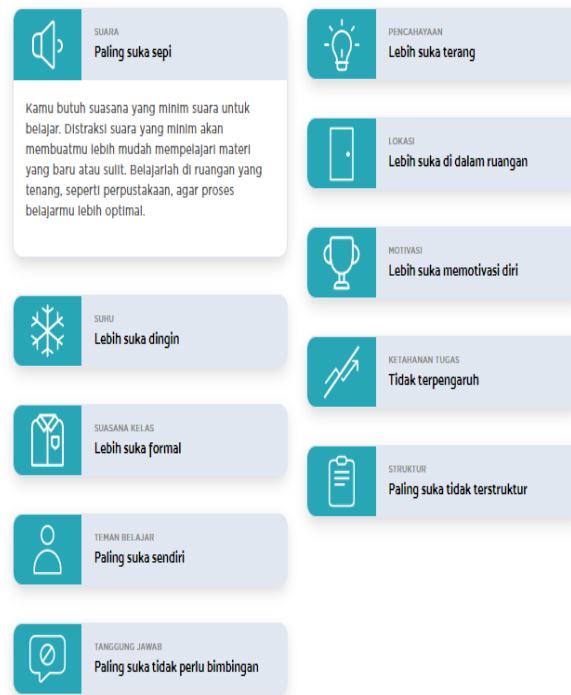 SUARA
Paling suka sepi
Kamu butuh suasana yang minim suara untuk
belajar. Distraksi suara yang minim akan
membuatmu lebih mudah mempelajari materi
yang baru atau sulit. Belajarlah di ruangan yang
tenang, seperti perpustakaan, agar proses
belajarmu lebih optimal.
SUHU
Lebih suka dingin
SUASANA KELAS
Lebih suka formal
TEMAN BELAJAR
Paling suka sendiri
TANGGUNG JAWAB
Paling suka tidak perlu bimbingan
PENCAHAYAAN
Lebih suka terang
LOKASI
Lebih suka di dalam ruangan
MOTIVASI
Lebih suka memotivasi diri
KETAHANAN TUGAS
Tidak terpengaruh
STRUKTUR
Paling suka tidak terstruktur